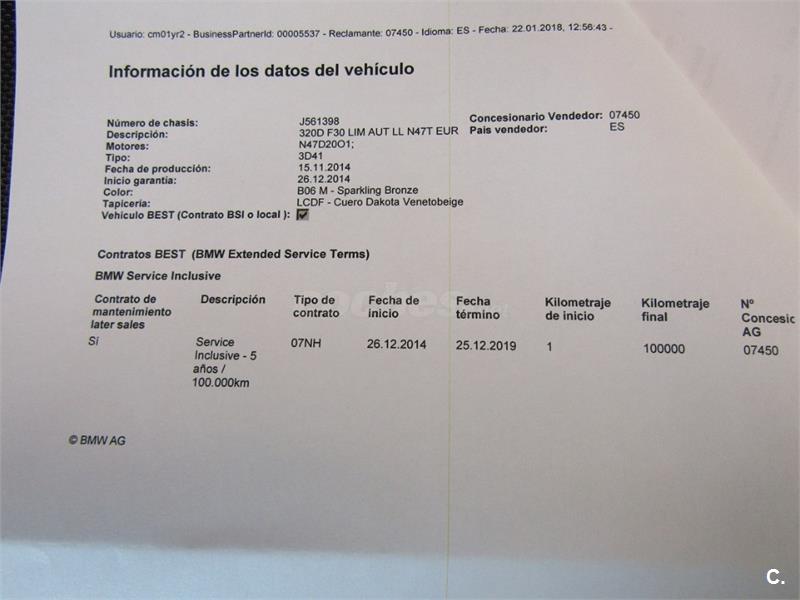 Usuario: cm01yr2 - BusinessPartnerId: 00005537 - Reclamante: 07450 - Idioma: ES - Fecha: 22.01.2018, 12:56:43 -
Información de los datos del vehículo
Número de chasis: J561398 Concesionario Vendedor: 07450
Descripción: 320D F30 LIM AUT LL N47T EUR Pais vendedor: ES
Motores: N47D20O1;
Tipo: 3D41
Fecha de producción: 15.11.2014
Inicio garantía: 26.12.2014
Color: B06 M - Sparkling Bronze
Tapicería: LCDF - Cuero Dakota Venetobeige
Vehículo BEST (Contrato BSI o local ):
Contratos BEST (BMW Extended Service Terms)
BMW Service Inclusive
Contrato de Descripción Tipo de Fecha de Fecha Kilometraje Kilometraje Nº
mantenimiento contrato inicio término de inicio final Concesic
later sales AG
Si Service 07NH 26.12.2014 25.12.2019 1 100000 07450
Inclusive - 5
años /
100.000km
© BMW AG
C.